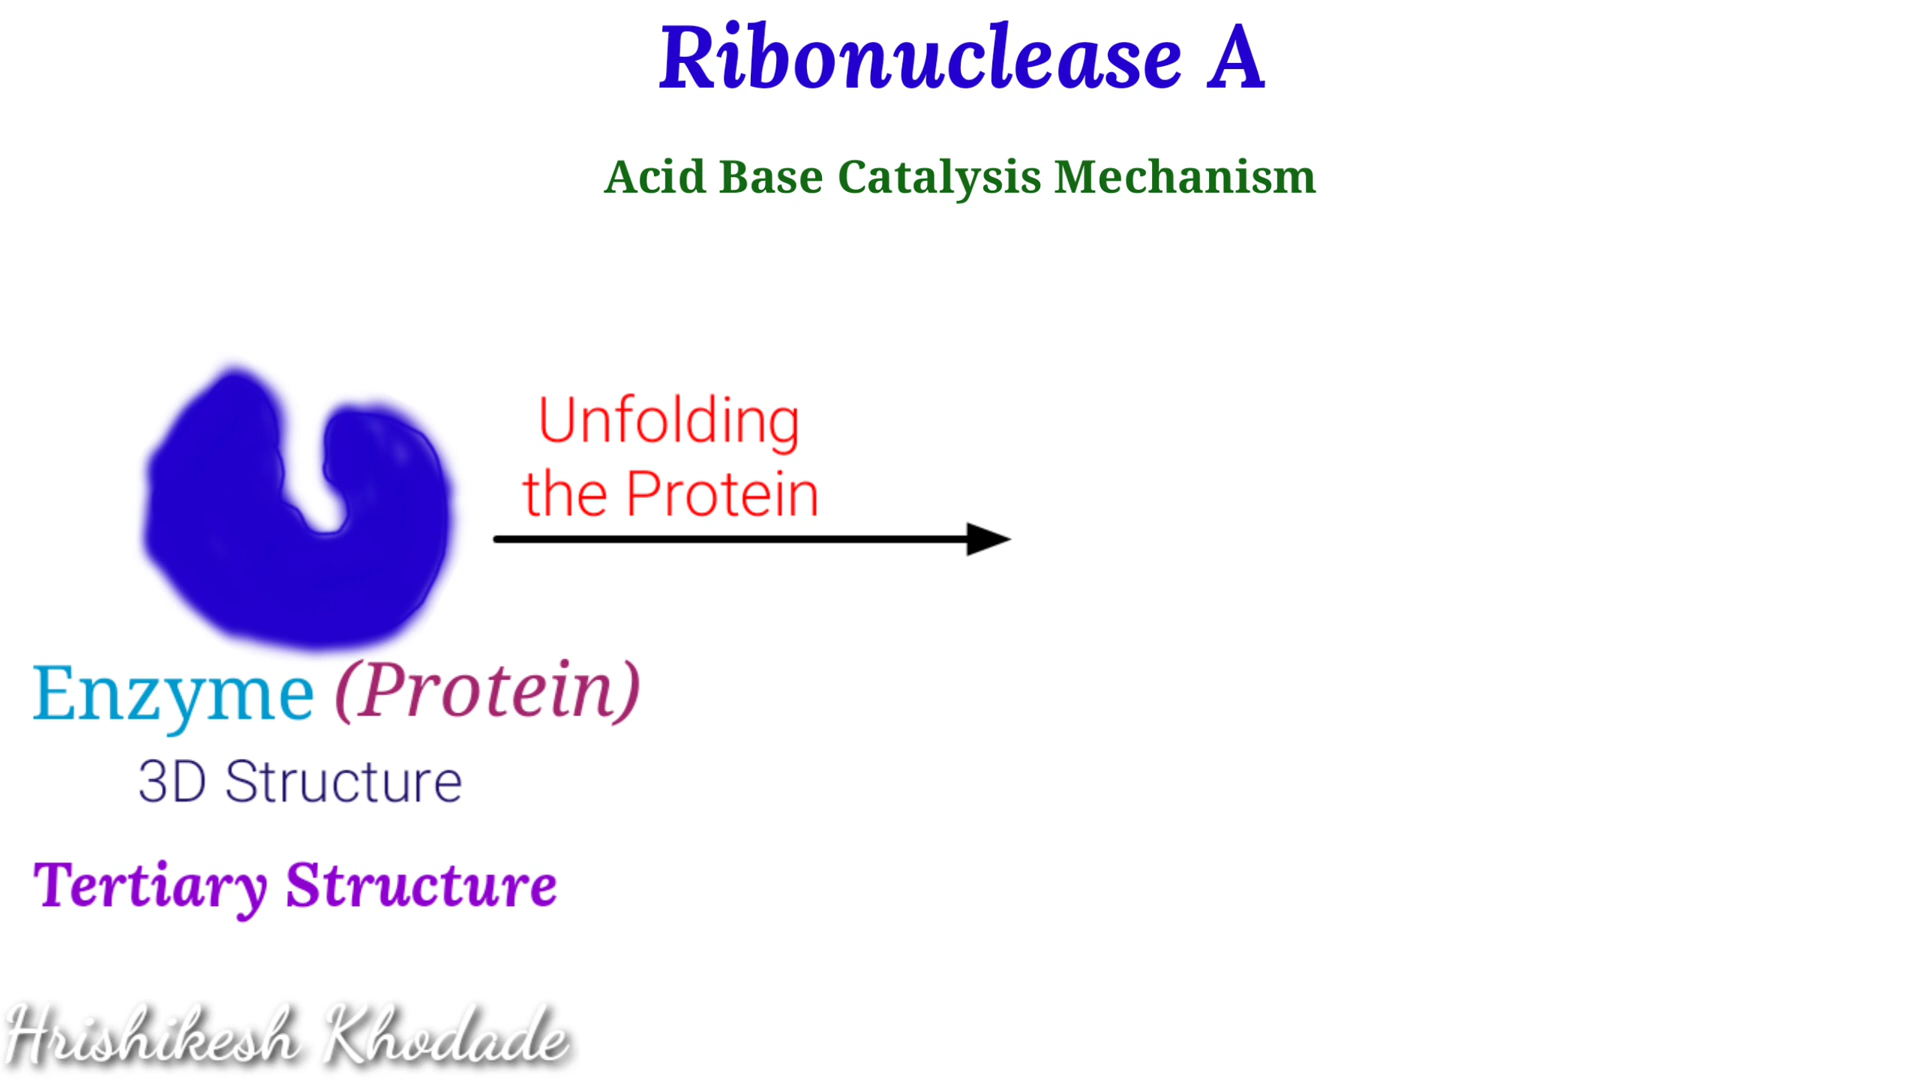 Ribonuclease A
Acid Base Catalysis Mechanism
Unfolding
the Protein
Enzyme (Protein)
3D Structure
Tertiary Structure
Hrishikesh Khodade